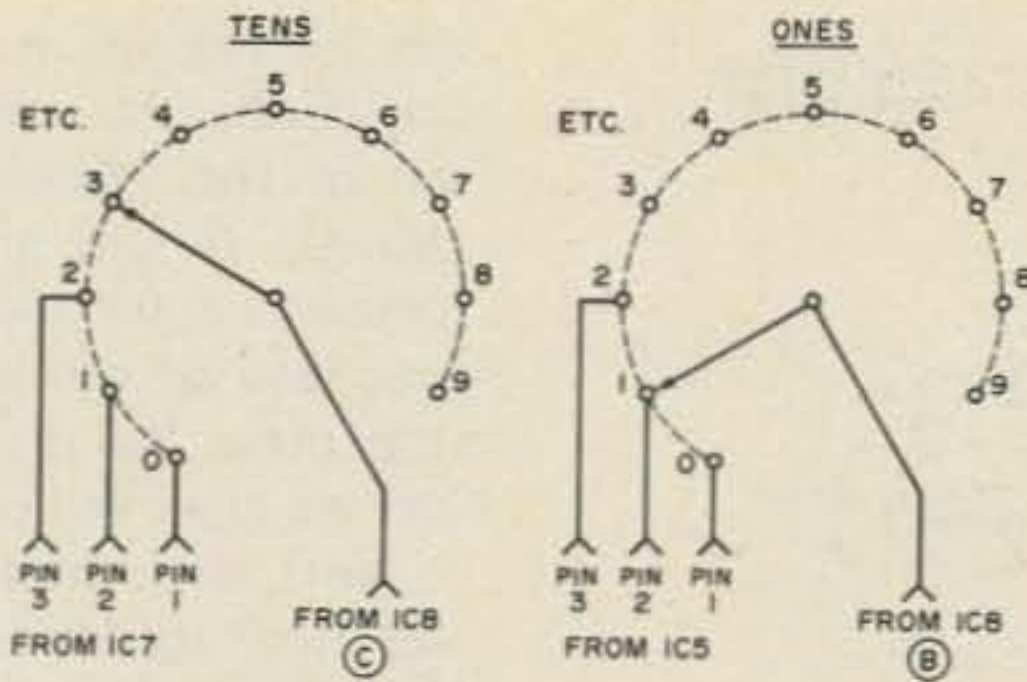 TENS
ETC.
5
4
6
3
7
2
8
1
9
0
PIN 3
PIN 2
PIN 1
FROM IC7
FROM IC8
C
ONES
ETC.
5
4
6
3
7
2
8
1
9
0
PIN 3
PIN 2
PIN 1
FROM IC5
FROM IC8
B